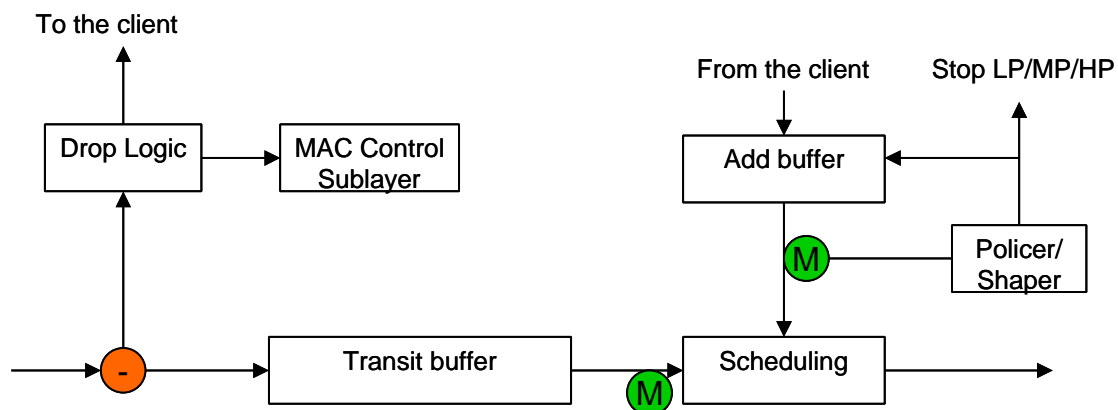 To the client
From the client
Stop LP/MP/HP
Drop Logic
MAC Control
Sublayer
Add buffer
M
Policer/
Shaper
-
Transit buffer
M
Scheduling